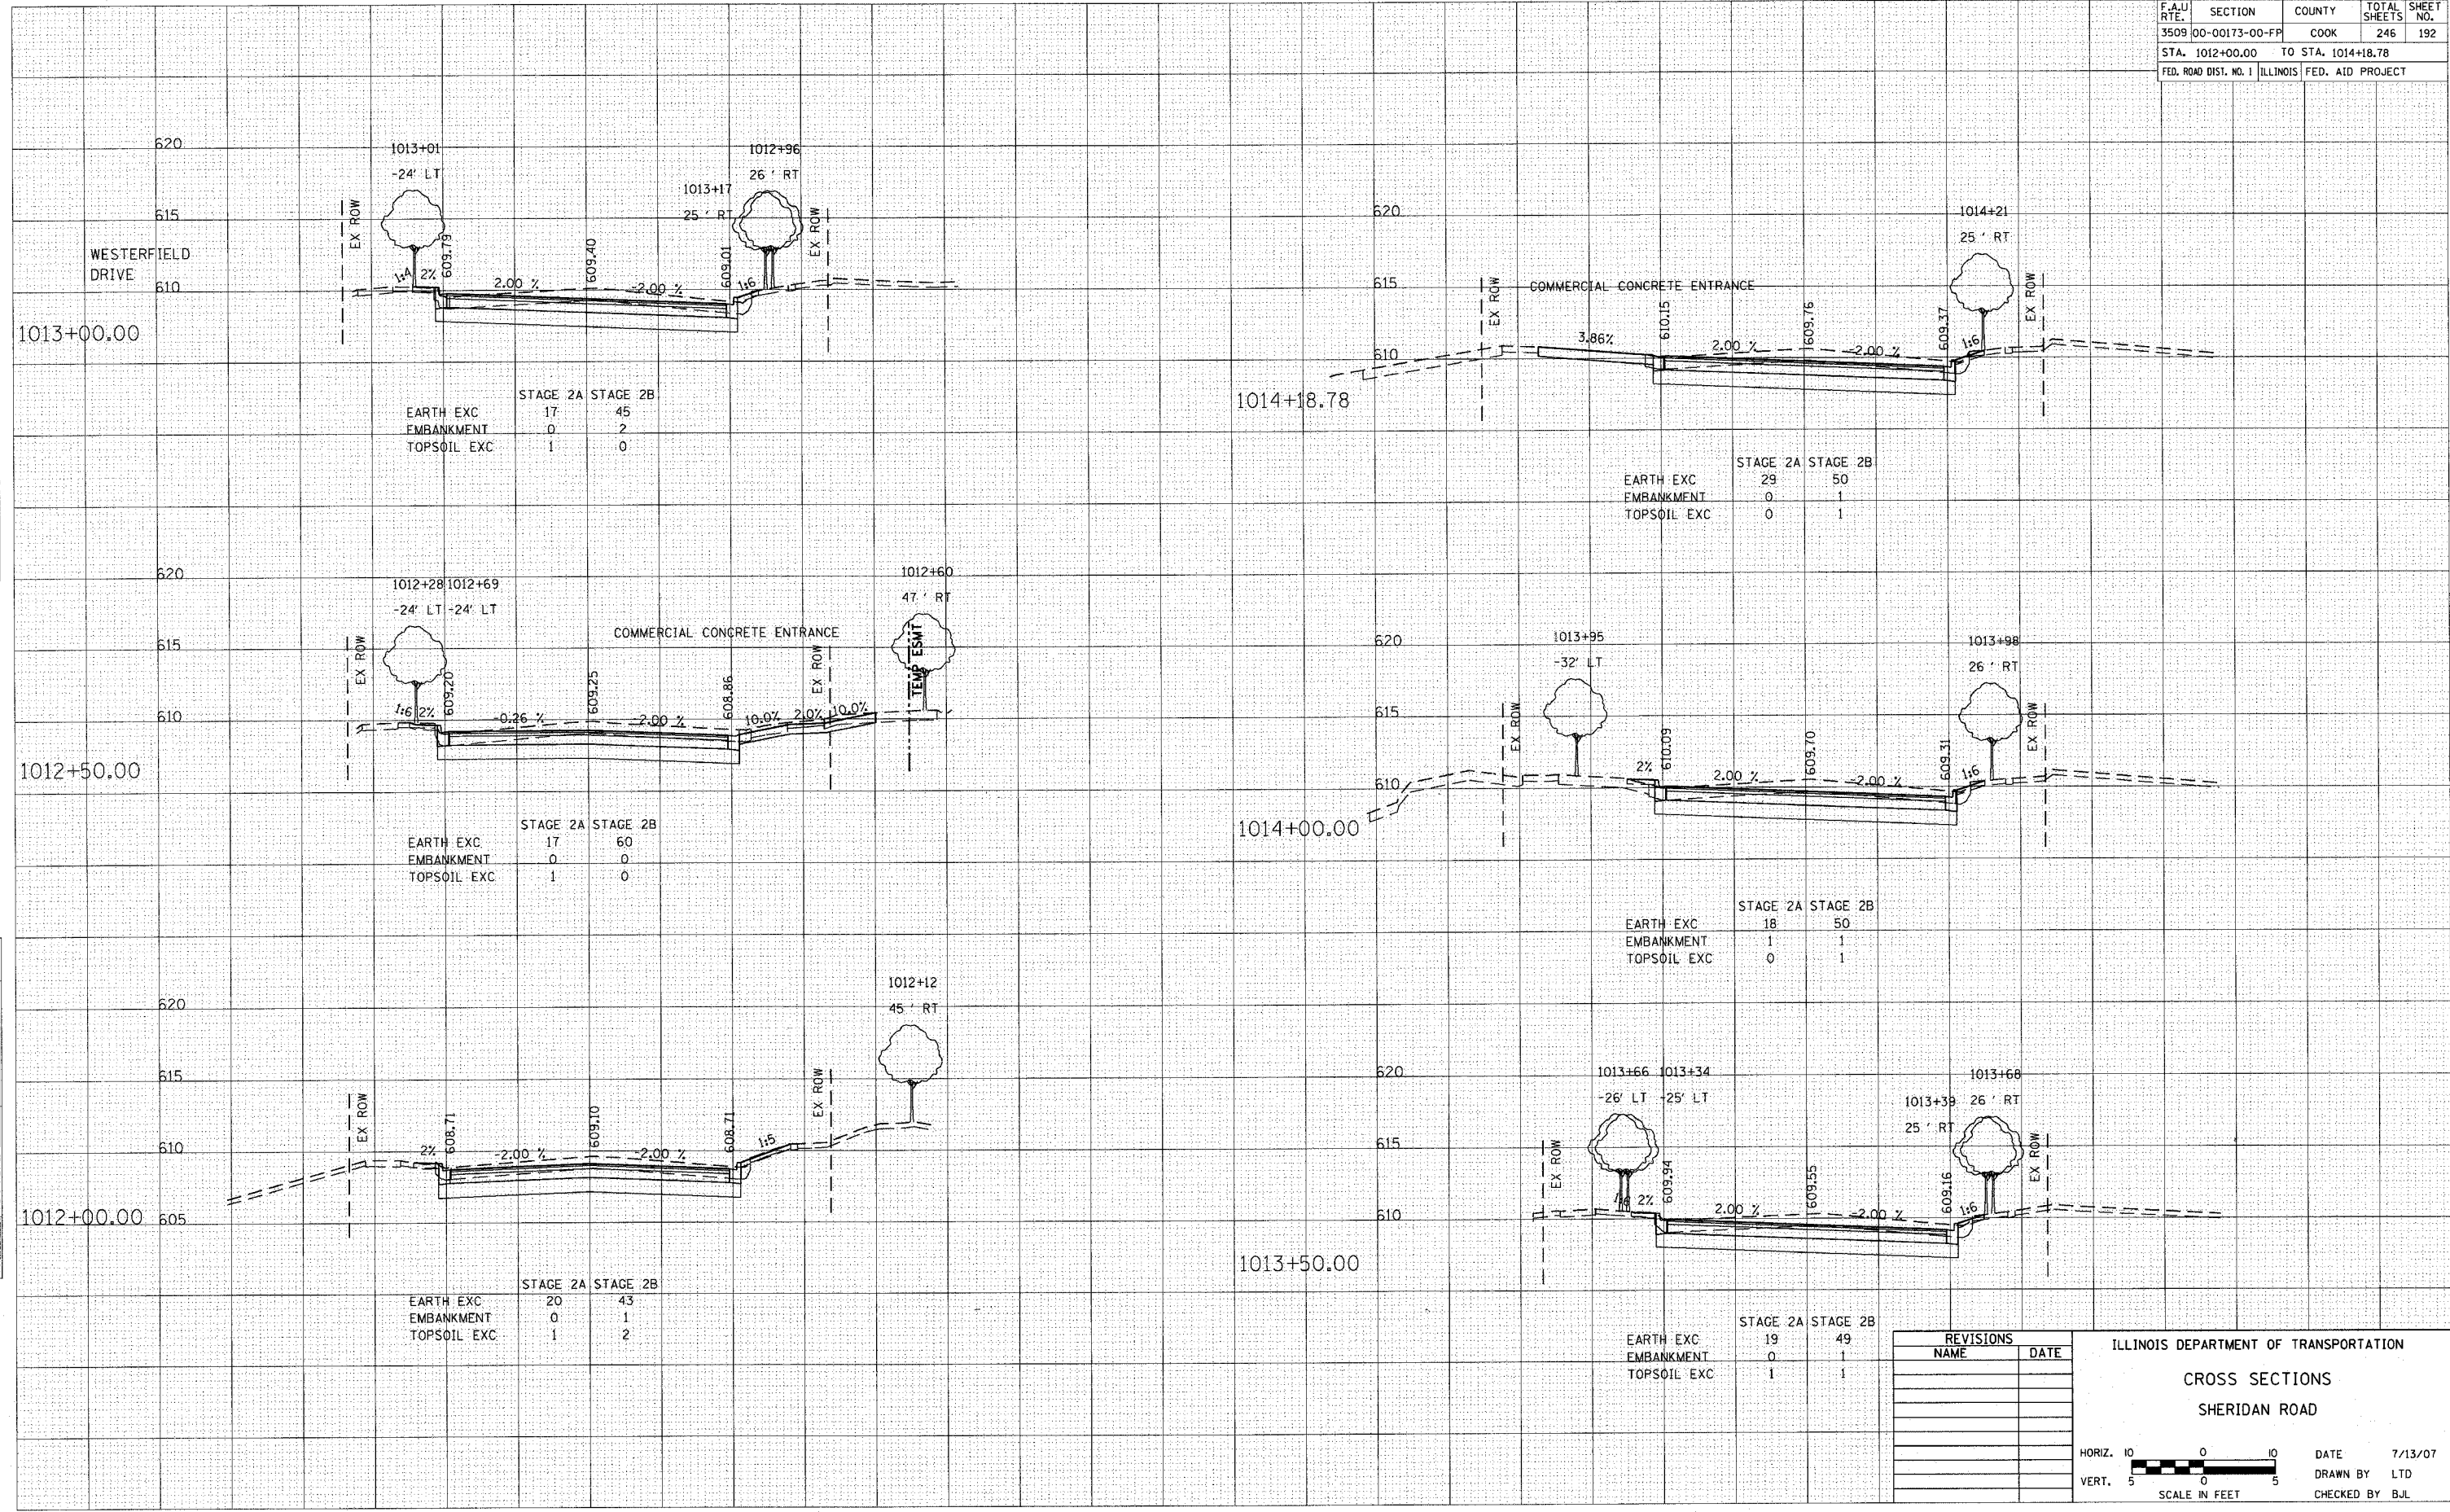 F.A.U RTE. SECTION COUNTY TOTAL SHEETS SHEET NO.
3509 00-00173-00-FP COOK 246 192
STA. 1012+00.00 TO STA. 1014+18.78
FED. ROAD DIST. NO. 1 ILLINOIS FED. AID PROJECT
620
1013+01
-24' LT
1012+96
26 ' RT
1013+17
25 ' RT
615
EX ROW
EX ROW
WESTERFIELD
DRIVE
610
1:4 2% 609.79 2.00 % 609.40 -2.00 % 609.01 1:6
1013+00.00
STAGE 2A STAGE 2B
EARTH EXC 17 45
EMBANKMENT 0 2
TOPSOIL EXC 1 0
620
1012+28 1012+69
-24' LT -24' LT
1012+60
47 ' RT
615
COMMERCIAL CONCRETE ENTRANCE
EX ROW
EX ROW
TEMP ESMT
610
1:6 2% 609.20 -0.26 % 609.25 -2.00 % 608.86 10.0% 2.0% 10.0%
1012+50.00
STAGE 2A STAGE 2B
EARTH EXC 17 60
EMBANKMENT 0 0
TOPSOIL EXC 1 0
620
1012+12
45 ' RT
615
EX ROW
EX ROW
610
2% 608.71 -2.00 % 609.10 -2.00 % 608.71 1:5
1012+00.00 605
STAGE 2A STAGE 2B
EARTH EXC 20 43
EMBANKMENT 0 1
TOPSOIL EXC 1 2
620
1014+21
25 ' RT
615
EX ROW
COMMERCIAL CONCRETE ENTRANCE
EX ROW
610
3.86% 610.15 2.00 % 609.76 -2.00 % 609.37 1:6
1014+18.78
STAGE 2A STAGE 2B
EARTH EXC 29 50
EMBANKMENT 0 1
TOPSOIL EXC 0 1
620
1013+95
-32' LT
1013+98
26 ' RT
615
EX ROW
EX ROW
610
2% 610.09 2.00 % 609.70 -2.00 % 609.31 1:6
1014+00.00
STAGE 2A STAGE 2B
EARTH EXC 18 50
EMBANKMENT 1 1
TOPSOIL EXC 0 1
620
1013+66 1013+34
-26' LT -25' LT
1013+68
26 ' RT
1013+39
25 ' RT
615
EX ROW
EX ROW
610
1:6 2% 609.94 2.00 % 609.55 -2.00 % 609.16 1:6
1013+50.00
STAGE 2A STAGE 2B
EARTH EXC 19 49
EMBANKMENT 0 1
TOPSOIL EXC 1 1
REVISIONS
NAME DATE
ILLINOIS DEPARTMENT OF TRANSPORTATION
CROSS SECTIONS
SHERIDAN ROAD
HORIZ. 10 0 10
VERT. 5 0 5
SCALE IN FEET
DATE 7/13/07
DRAWN BY LTD
CHECKED BY BJL